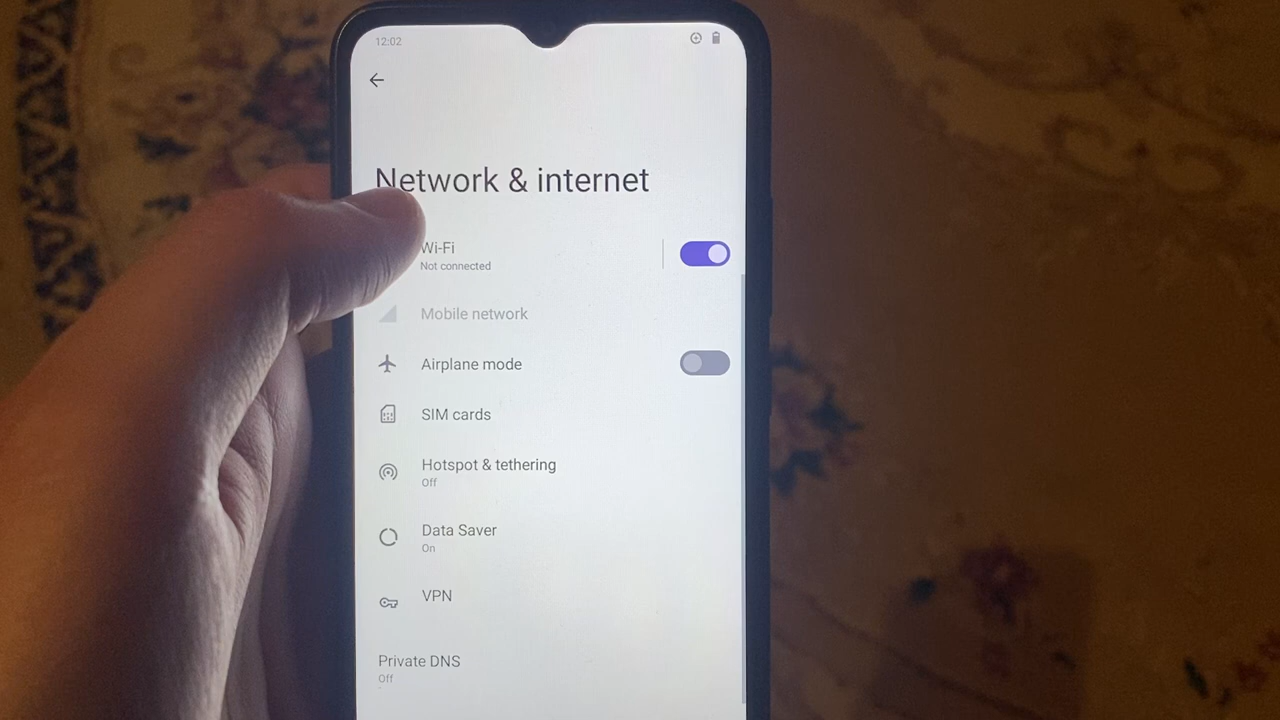 12:02
Network & internet
Wi-Fi
Not connected
Mobile network
Airplane mode
SIM cards
Hotspot & tethering
Off
Data Saver
On
VPN
Private DNS
Off